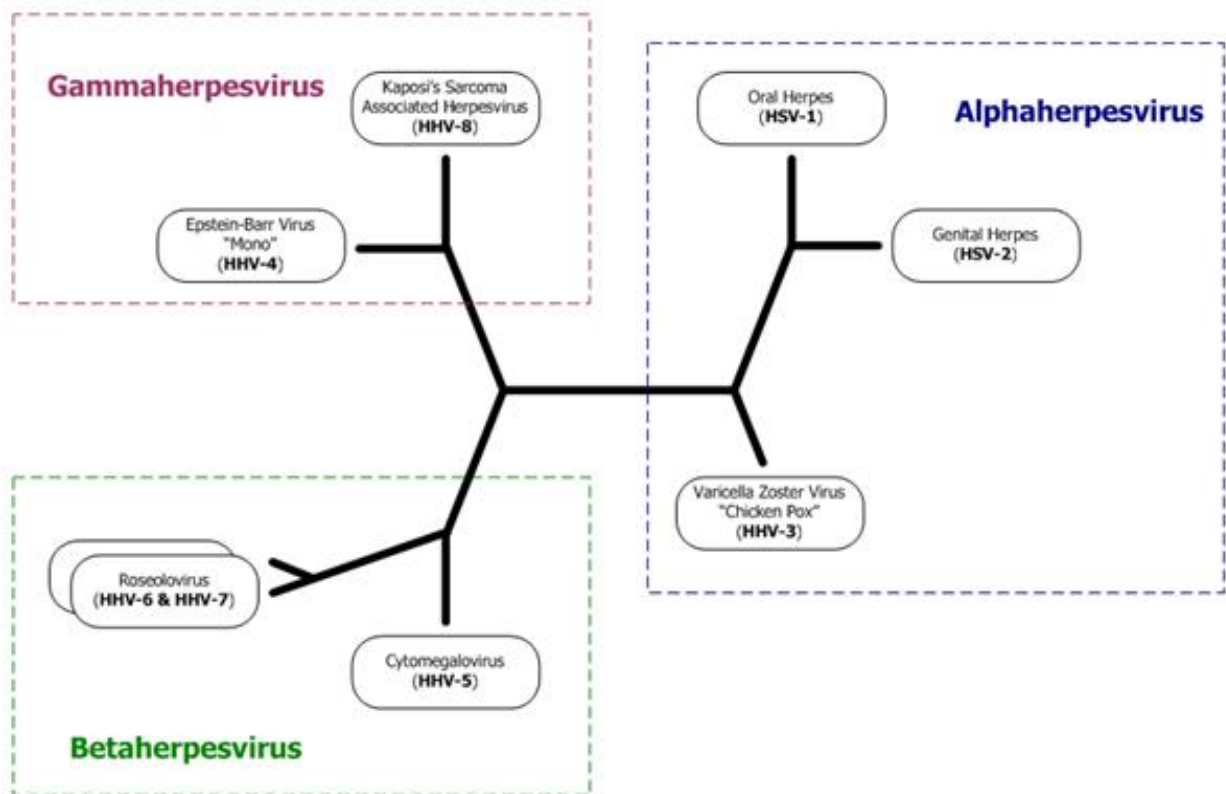 Gammaherpesvirus
Kaposi's Sarcoma
Associated Herpesvirus
(HHV-8)
Epstein-Barr Virus
"Mono"
(HHV-4)
Alphaherpesvirus
Oral Herpes
(HSV-1)
Genital Herpes
(HSV-2)
Varicella Zoster Virus
"Chicken Pox"
(HHV-3)
Roseolovirus
(HHV-6 & HHV-7)
Cytomegalovirus
(HHV-5)
Betaherpesvirus